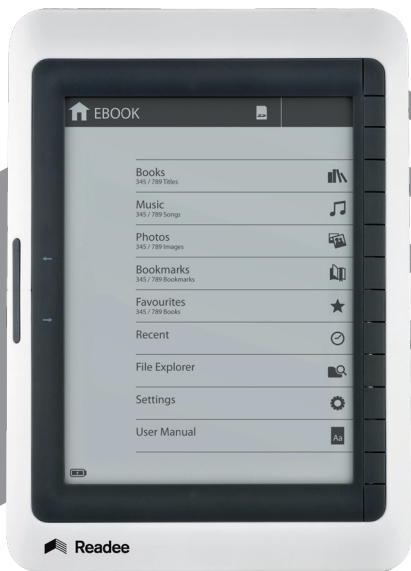 EBOOK
Books
345 / 789 Titles
Music
345 / 789 Songs
Photos
345 / 789 Images
Bookmarks
345 / 789 Bookmarks
Favourites
345 / 789 Books
Recent
File Explorer
Settings
User Manual
Aa
Readee